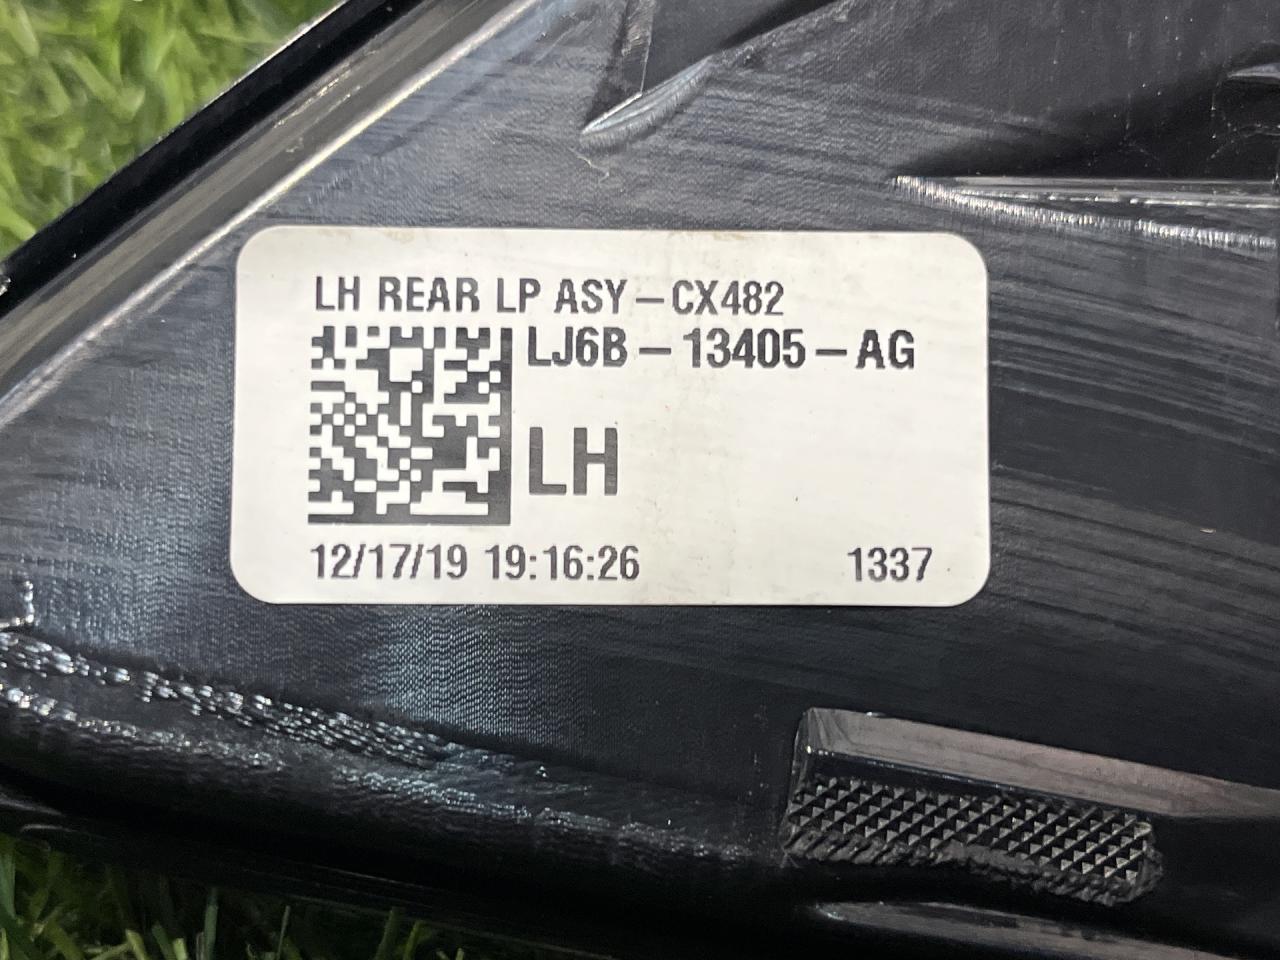 LH REAR LP ASY-CX482
LJ6B-13405-AG
LH
12/17/19 19:16:26 1337